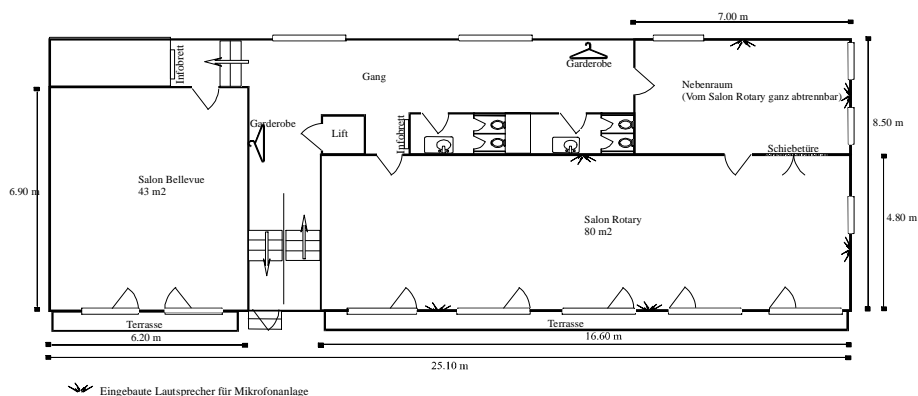 7.00 m
Infobrett
Garderobe
Gang
Nebenraum
(Vom Salon Rotary ganz abtrennbar)
8.50 m
Garderobe
Lift
Infobrett
Schiebetüre
Salon Bellevue
43 m2
6.90 m
4.80 m
Salon Rotary
80 m2
Terrasse
Terrasse
6.20 m
16.60 m
25.10 m
Eingebaute Lautsprecher für Mikrofonanlage